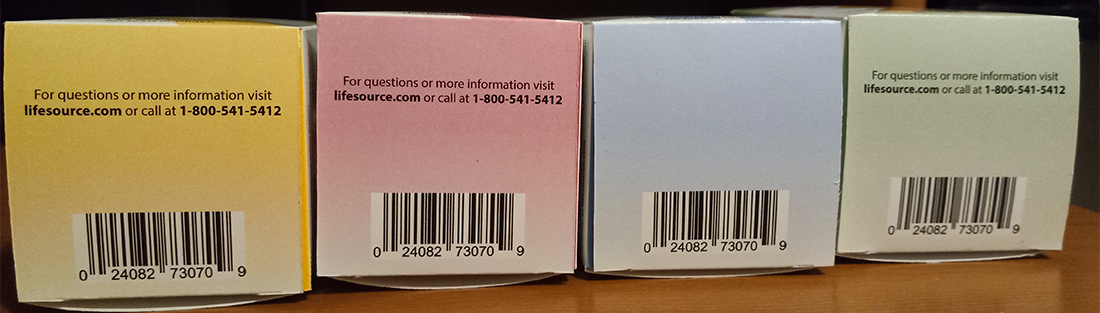 For questions or more information visit
lifesource.com or call at 1-800-541-5412
0 24082 73070 9
For questions or more information visit
lifesource.com or call at 1-800-541-5412
0 24082 73070 9
0 24082 73070 9
For questions or more information visit
lifesource.com or call at 1-800-541-5412
0 24082 73070 9